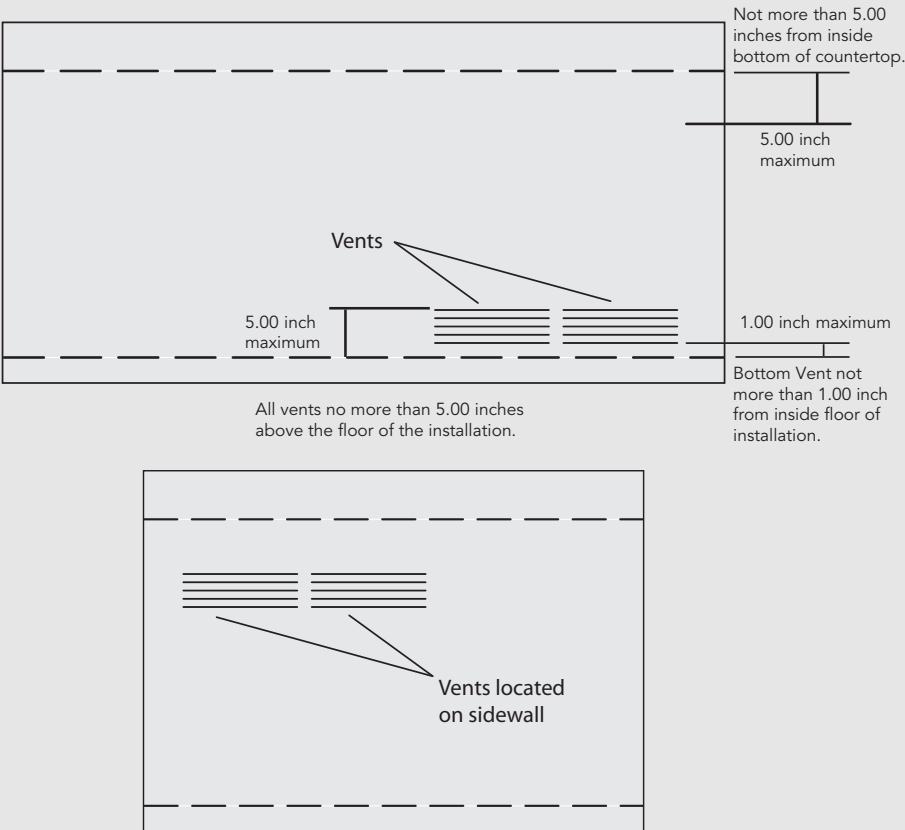 Not more than 5.00
inches from inside
bottom of countertop.
5.00 inch
maximum
Vents
5.00 inch
maximum
1.00 inch maximum
Bottom Vent not
more than 1.00 inch
from inside floor of
installation.
All vents no more than 5.00 inches
above the floor of the installation.
Vents located
on sidewall